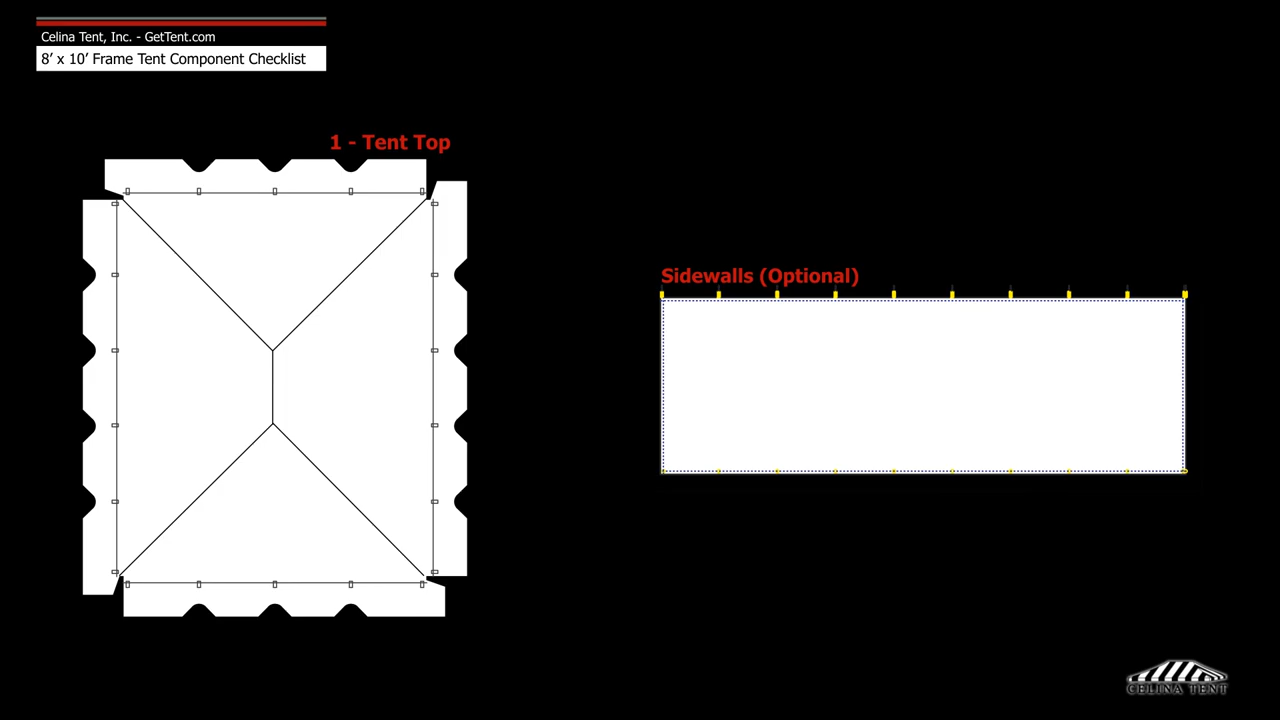 Celina Tent, Inc. - GetTent.com
8’ x 10’ Frame Tent Component Checklist
1 - Tent Top
Sidewalls (Optional)
CELINA TENT